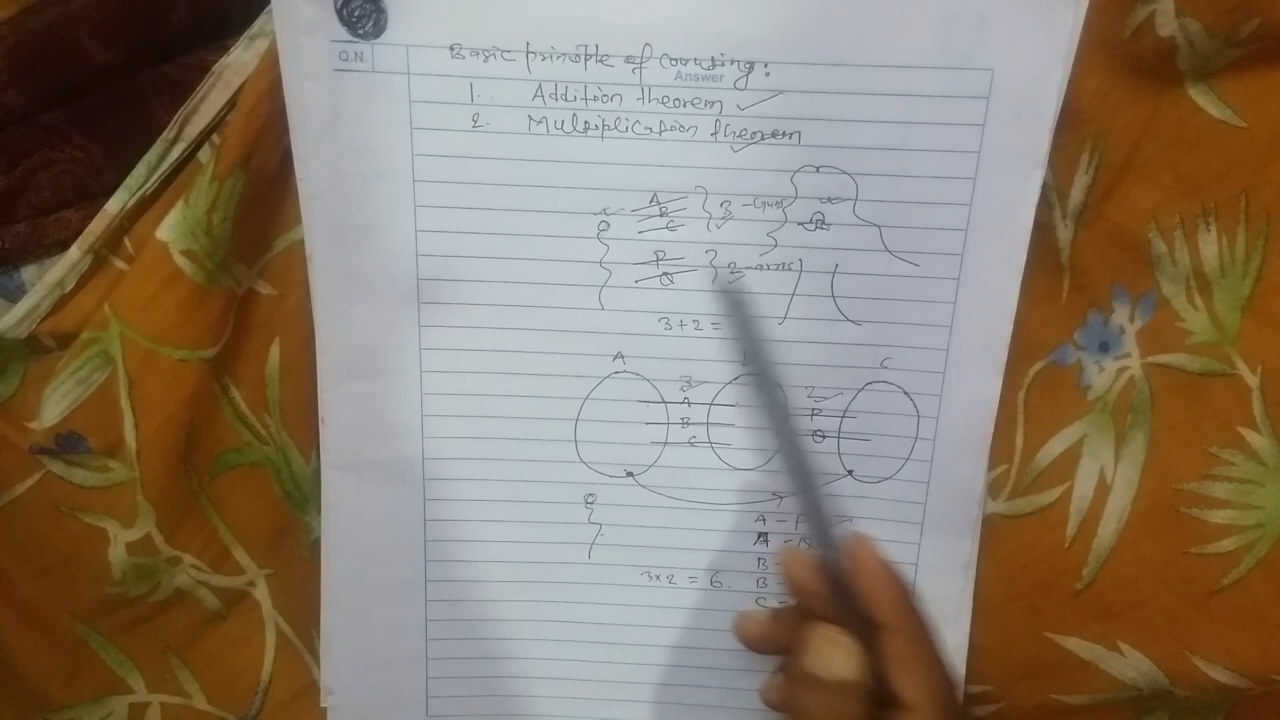 Q.N.
Basic principle of counting:
Answer
1. Addition theorem
2. Multiplication theorem
A
B
C
} 3
P
Q
} 2
3+2=
A
C
3
A
B
C
2
P
Q
A - P
A - Q
B -
B -
C -
3×2 = 6.